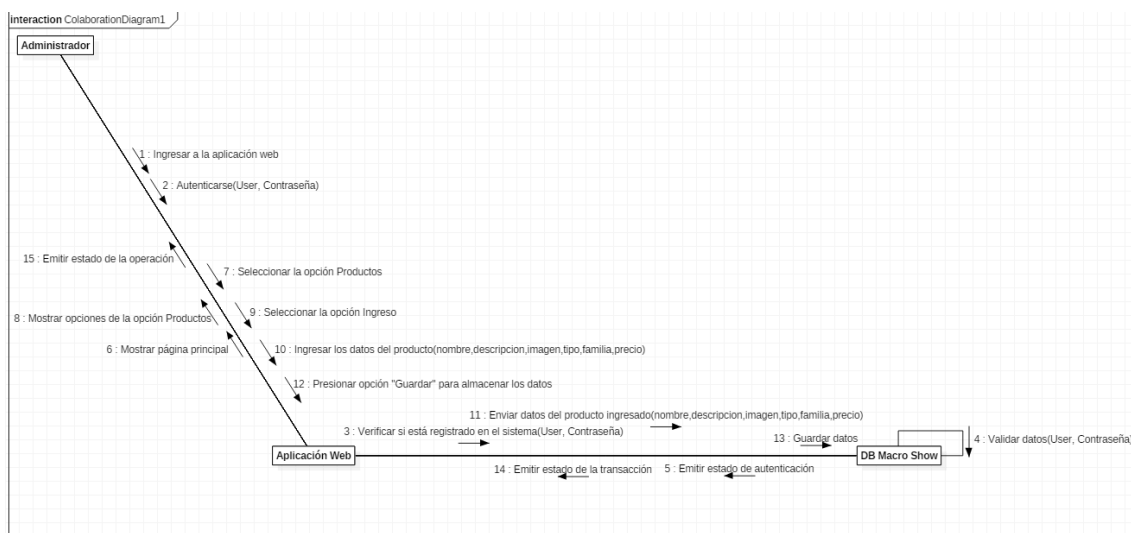 interaction ColaborationDiagram1
Administrador
1 : Ingresar a la aplicación web
2 : Autenticarse(User, Contraseña)
15 : Emitir estado de la operación
7 : Seleccionar la opción Productos
8 : Mostrar opciones de la opción Productos
9 : Seleccionar la opción Ingreso
6 : Mostrar página principal
10 : Ingresar los datos del producto(nombre,descripcion,imagen,tipo,familia,precio)
12 : Presionar opción "Guardar" para almacenar los datos
11 : Enviar datos del producto ingresado(nombre,descripcion,imagen,tipo,familia,precio)
3 : Verificar si está registrado en el sistema(User, Contraseña)
13 : Guardar datos
4 : Validar datos(User, Contraseña)
Aplicación Web
DB Macro Show
14 : Emitir estado de la transacción
5 : Emitir estado de autenticación